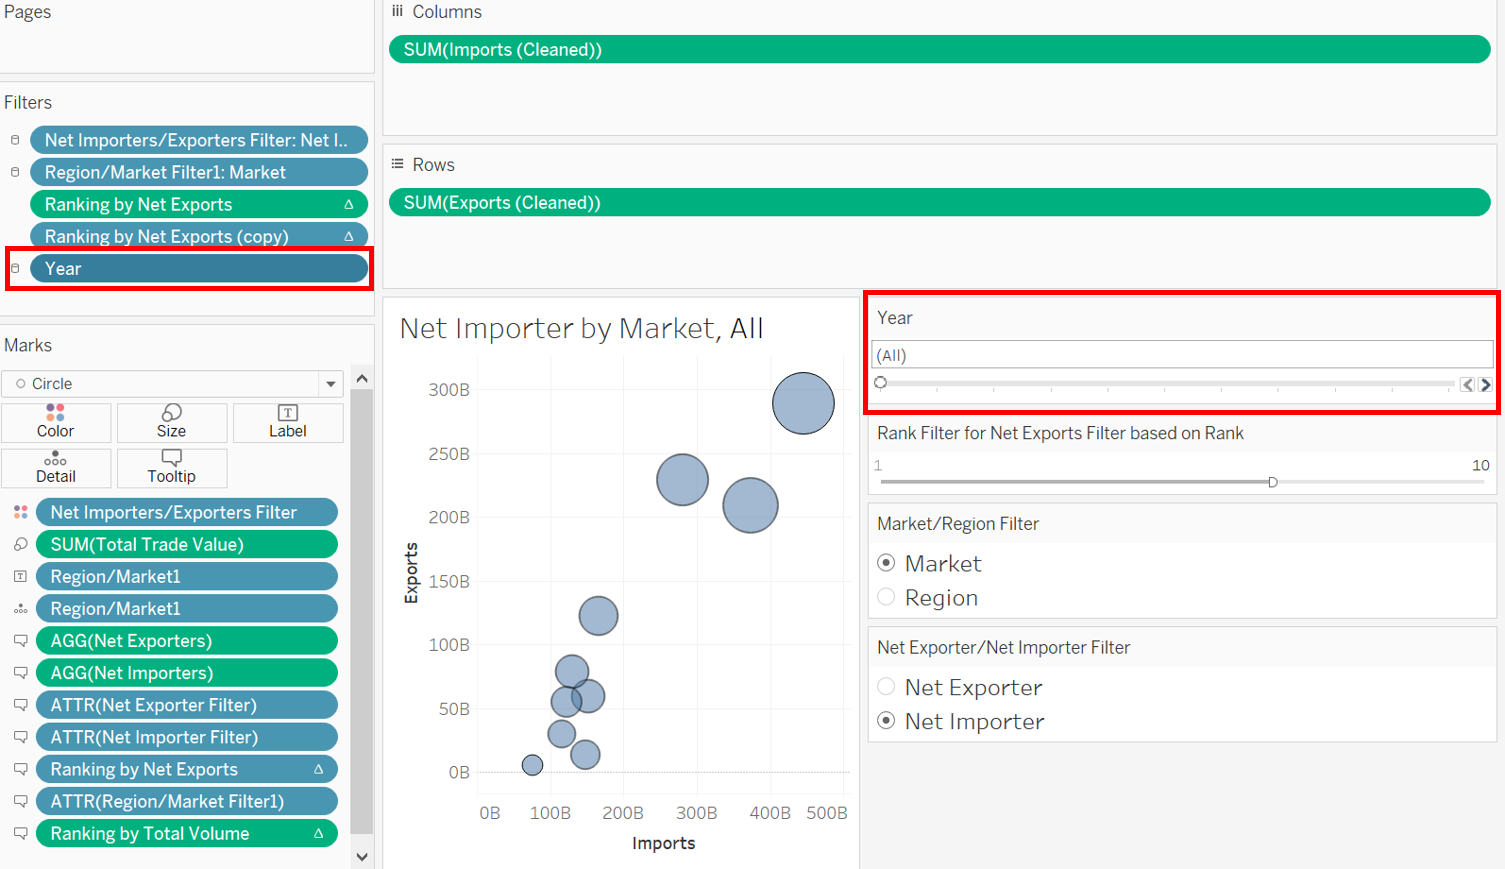 Pages
Columns
SUM(Imports (Cleaned))
Filters
Net Importers/Exporters Filter: Net I..
Region/Market Filter1: Market
Ranking by Net Exports
Ranking by Net Exports (copy)
Year
Rows
SUM(Exports (Cleaned))
Marks
Circle
Color
Size
Label
Detail
Tooltip
Net Importers/Exporters Filter
SUM(Total Trade Value)
Region/Market1
Region/Market1
AGG(Net Exporters)
AGG(Net Importers)
ATTR(Net Exporter Filter)
ATTR(Net Importer Filter)
Ranking by Net Exports
ATTR(Region/Market Filter1)
Ranking by Total Volume
Net Importer by Market, All
300B
250B
200B
150B
100B
50B
0B
Exports
0B 100B 200B 300B 400B 500B
Imports
Year
(All)
Rank Filter for Net Exports Filter based on Rank
1 10
Market/Region Filter
Market
Region
Net Exporter/Net Importer Filter
Net Exporter
Net Importer